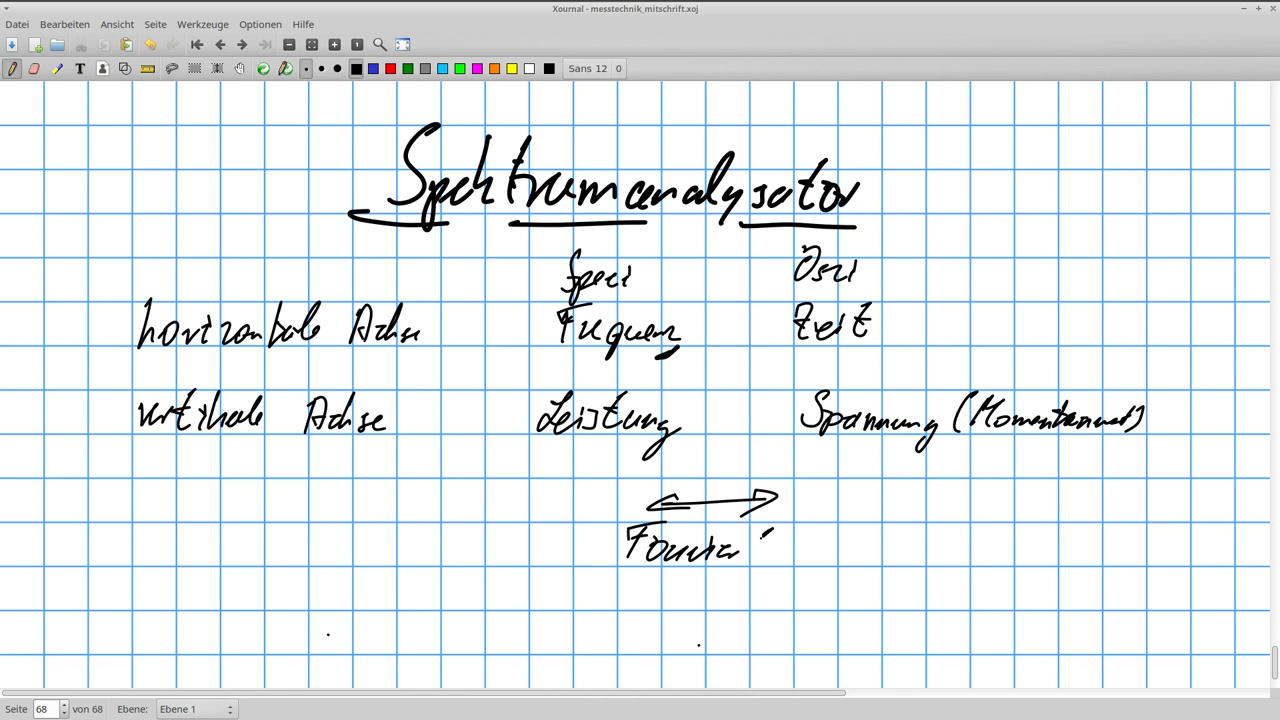 Xournal - messtechnik_mitschrift.xoj
Datei Bearbeiten Ansicht Seite Werkzeuge Optionen Hilfe
Sans 12 0
Spektrumanalysator
Spezi Oszi
horizontale Achse Frequenz Zeit
vertikale Achse Leistung Spannung (Momentanwert)
Fourier
Seite 68 von 68 Ebene: Ebene 1